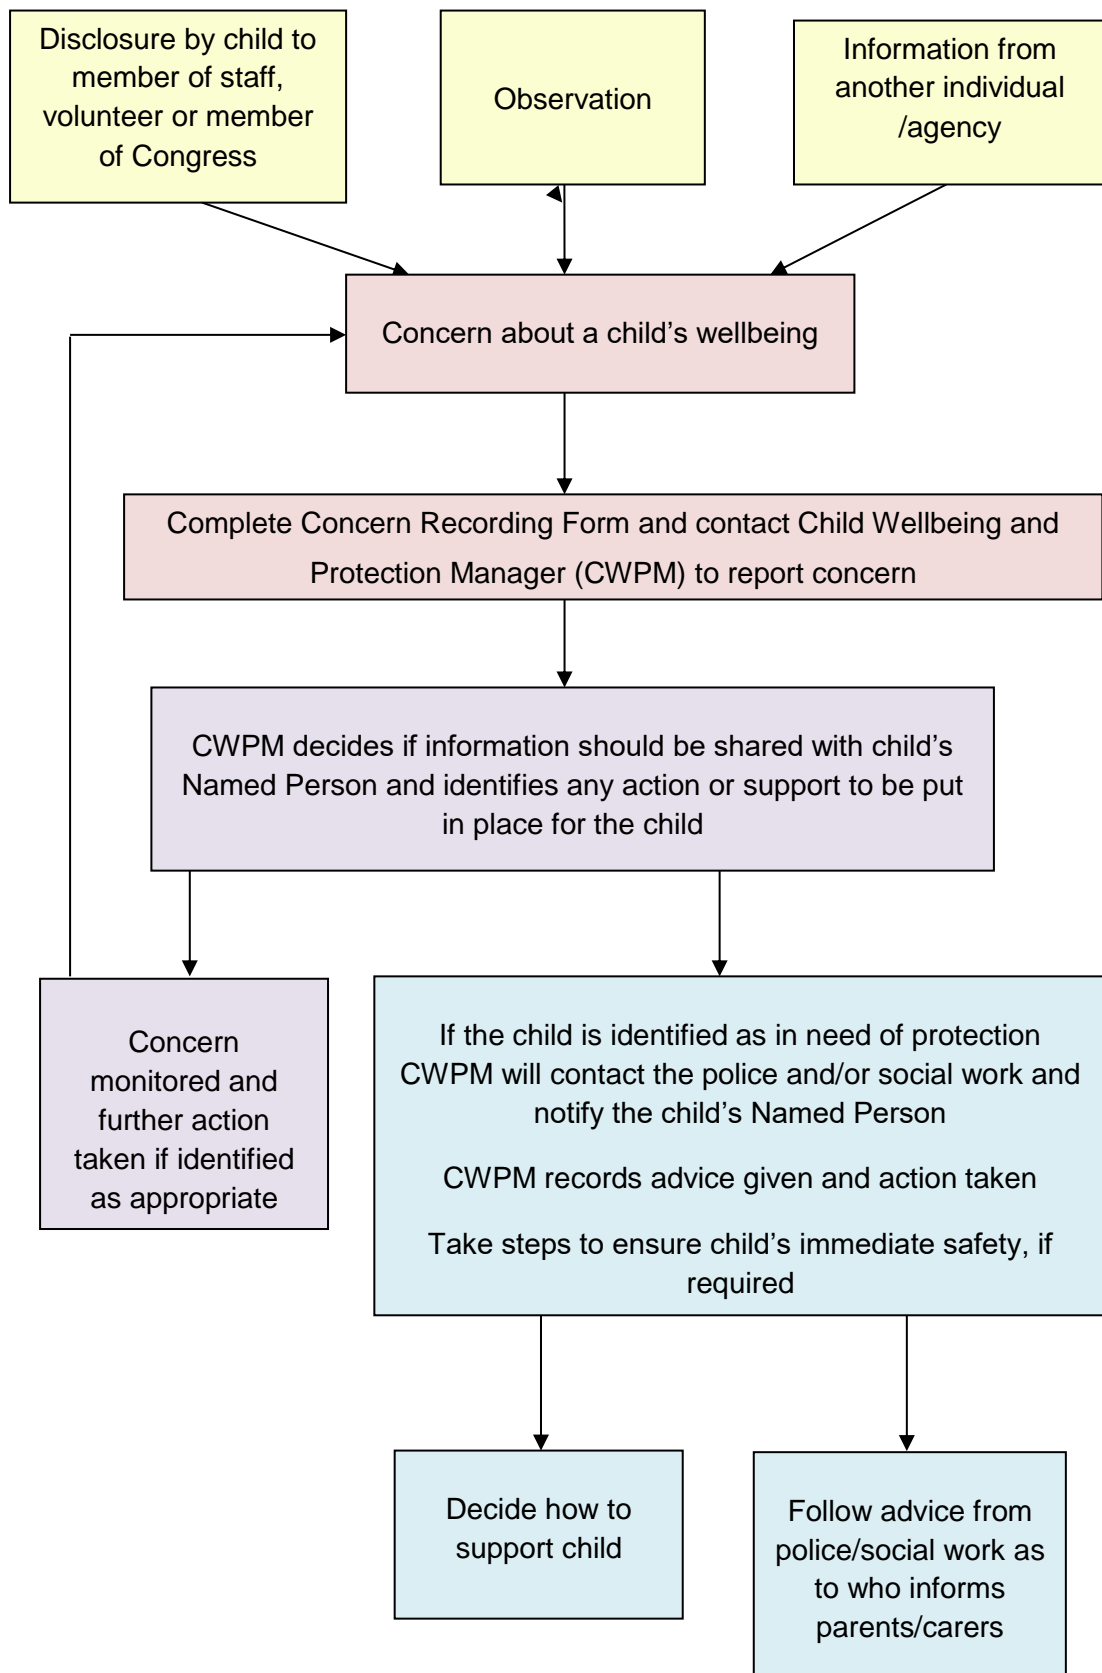 Disclosure by child to
member of staff,
volunteer or member
of Congress
Observation
Information from
another individual
/agency
Concern about a child’s wellbeing
Complete Concern Recording Form and contact Child Wellbeing and
Protection Manager (CWPM) to report concern
CWPM decides if information should be shared with child’s
Named Person and identifies any action or support to be put
in place for the child
Concern
monitored and
further action
taken if identified
as appropriate
If the child is identified as in need of protection
CWPM will contact the police and/or social work and
notify the child’s Named Person
CWPM records advice given and action taken
Take steps to ensure child’s immediate safety, if
required
Decide how to
support child
Follow advice from
police/social work as
to who informs
parents/carers